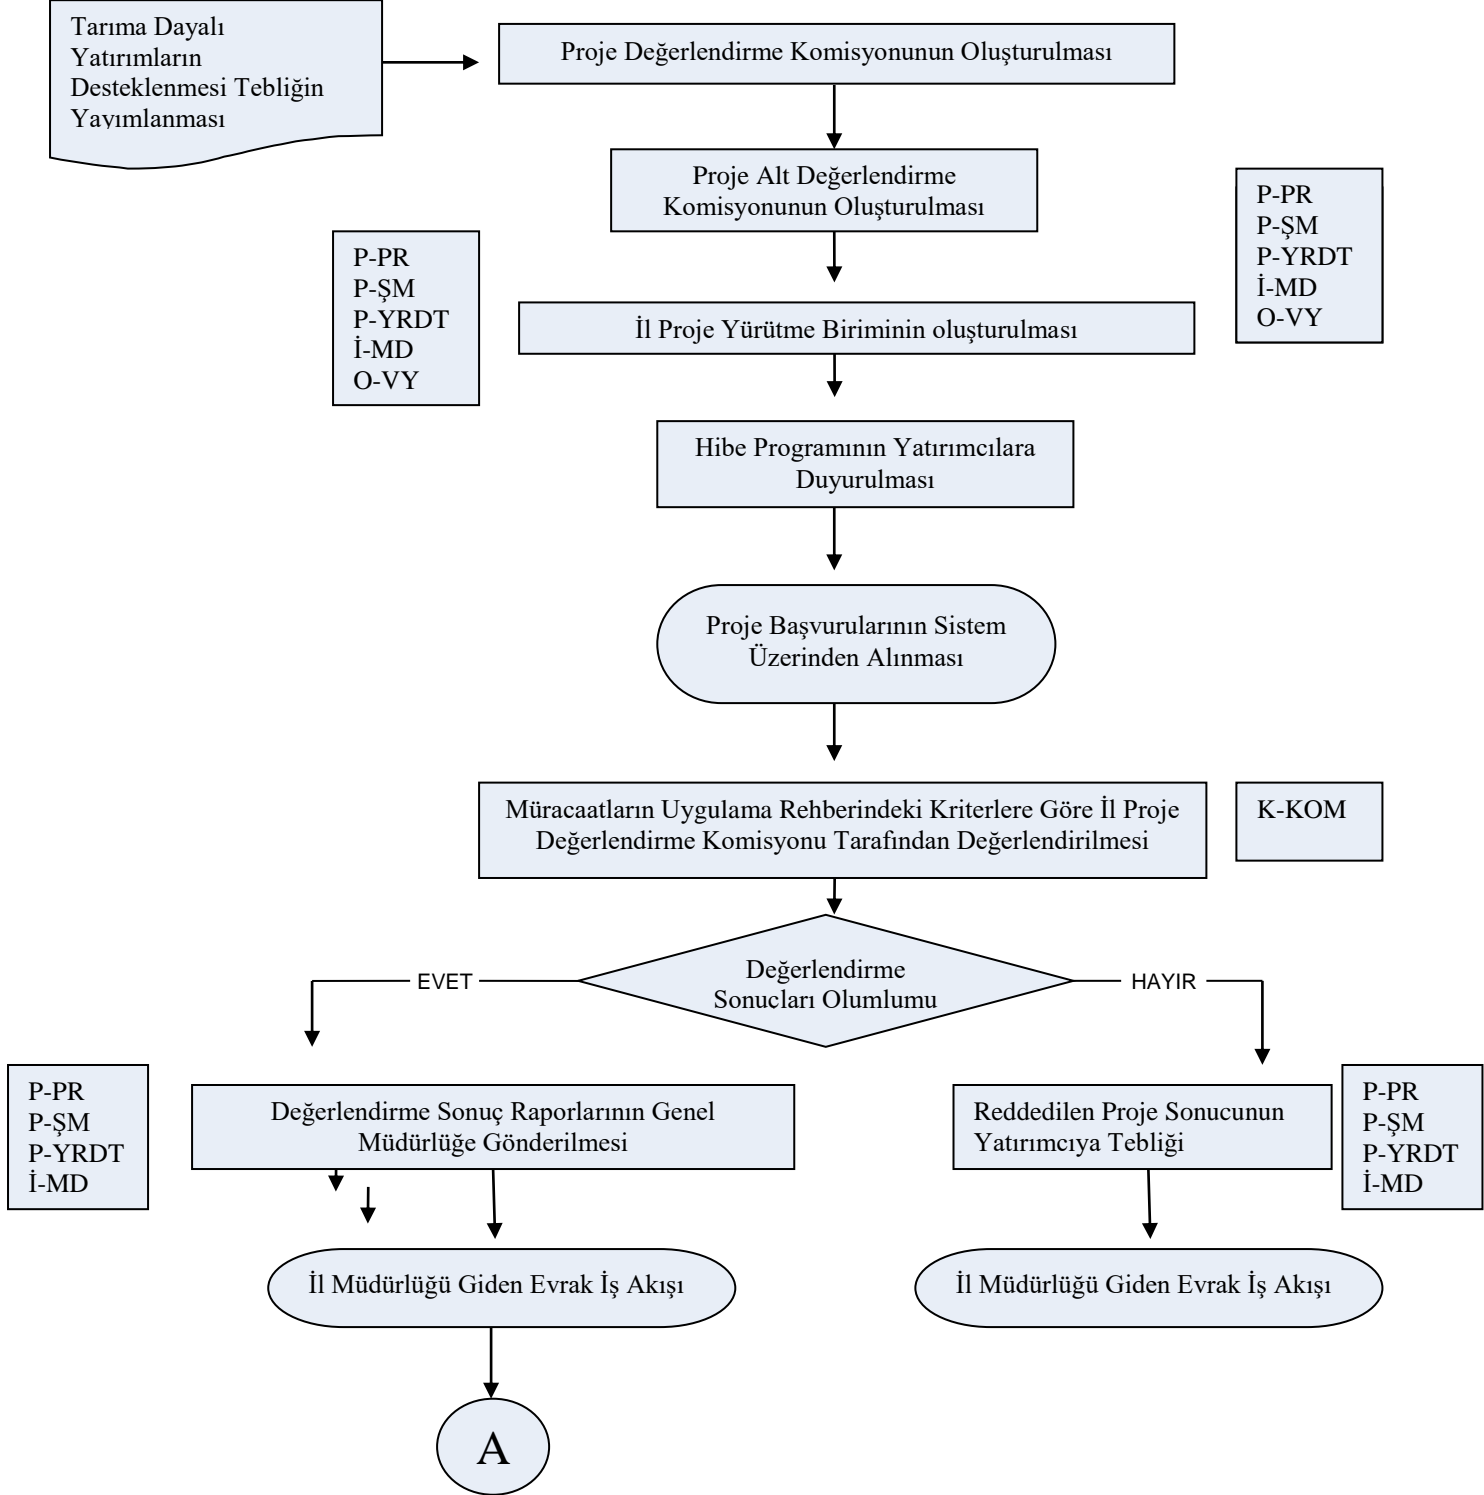 Tarıma Dayalı
Yatırımların
Desteklenmesi Tebliğin
Yayımlanması
Proje Değerlendirme Komisyonunun Oluşturulması
Proje Alt Değerlendirme
Komisyonunun Oluşturulması
P-PR
P-ŞM
P-YRDT
İ-MD
O-VY
P-PR
P-ŞM
P-YRDT
İ-MD
O-VY
İl Proje Yürütme Biriminin oluşturulması
Hibe Programının Yatırımcılara
Duyurulması
Proje Başvurularının Sistem
Üzerinden Alınması
Müracaatların Uygulama Rehberindeki Kriterlere Göre İl Proje
Değerlendirme Komisyonu Tarafından Değerlendirilmesi
K-KOM
Değerlendirme
Sonucları Olumlumu
EVET
HAYIR
P-PR
P-ŞM
P-YRDT
İ-MD
Değerlendirme Sonuç Raporlarının Genel
Müdürlüğe Gönderilmesi
Reddedilen Proje Sonucunun
Yatırımcıya Tebliği
P-PR
P-ŞM
P-YRDT
İ-MD
İl Müdürlüğü Giden Evrak İş Akışı
İl Müdürlüğü Giden Evrak İş Akışı
A